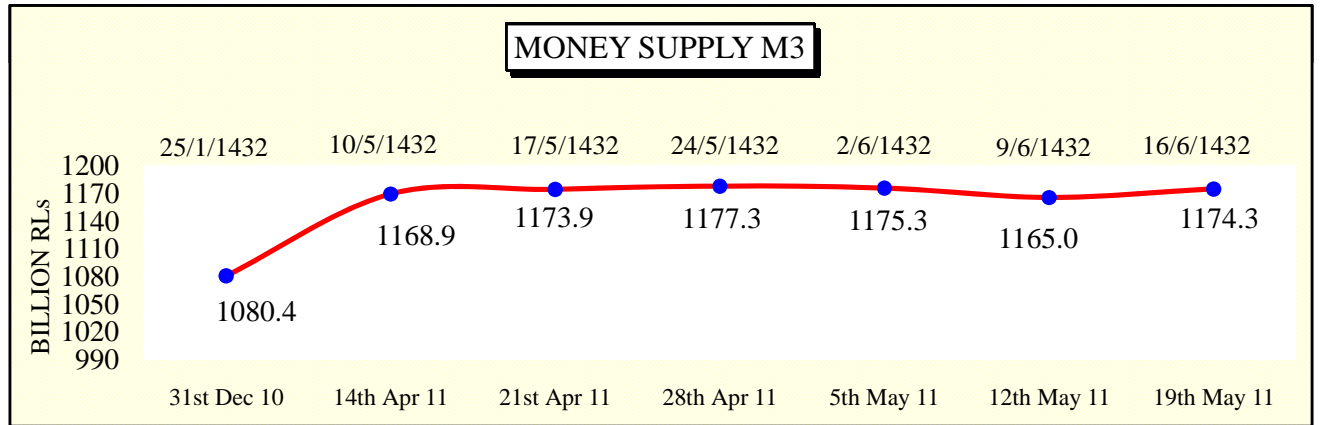 MONEY SUPPLY M3
25/1/1432 10/5/1432 17/5/1432 24/5/1432 2/6/1432 9/6/1432 16/6/1432
BILLION RLs
1200
1170
1140
1110
1080
1050
1020
990
1080.4 1168.9 1173.9 1177.3 1175.3 1165.0 1174.3
31st Dec 10 14th Apr 11 21st Apr 11 28th Apr 11 5th May 11 12th May 11 19th May 11